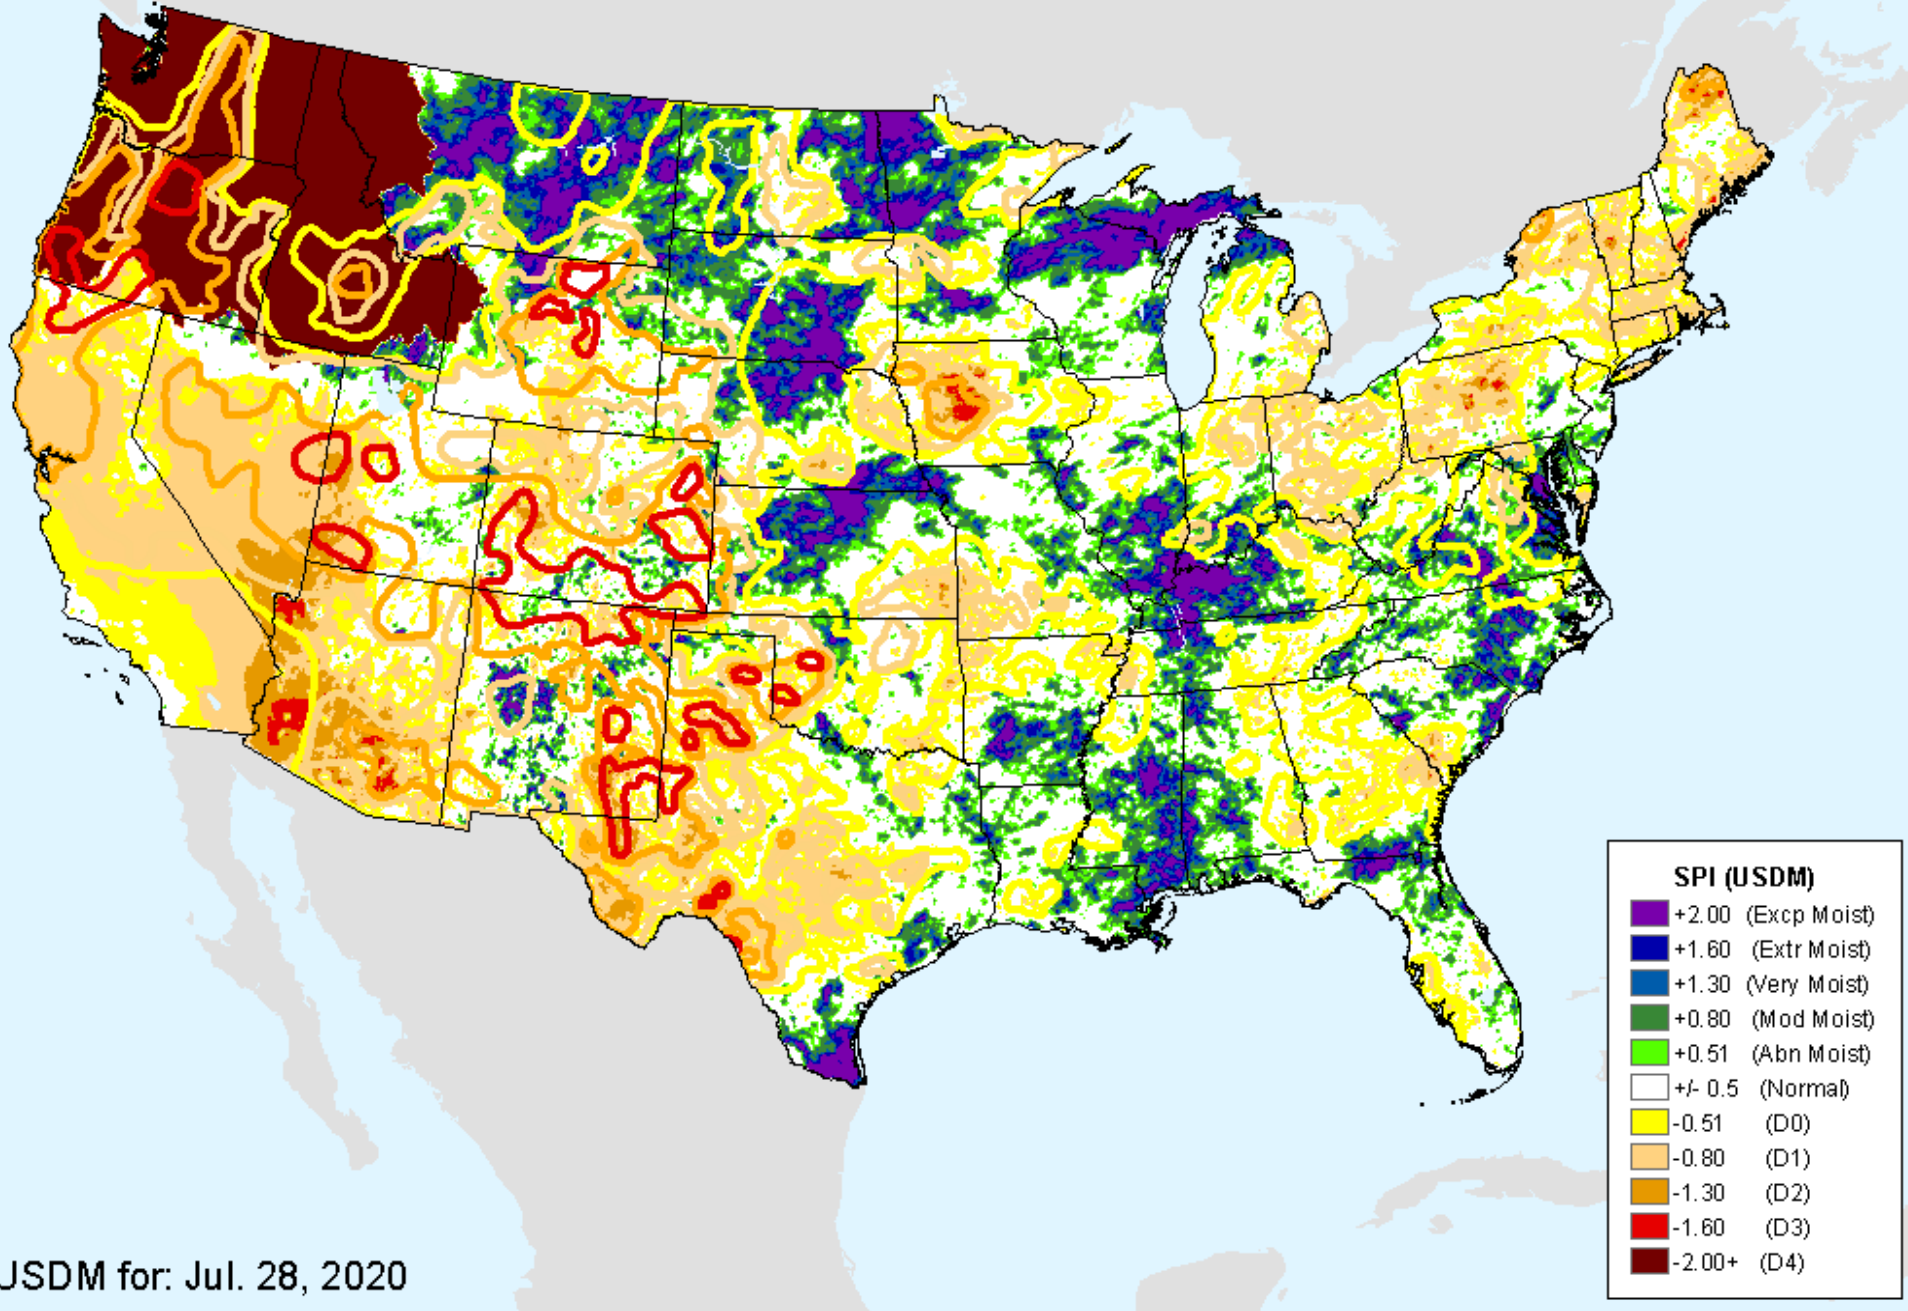 SPI (USDM)
+2.00 (Excp Moist)
+1.60 (Extr Moist)
+1.30 (Very Moist)
+0.80 (Mod Moist)
+0.51 (Abn Moist)
+/- 0.5 (Normal)
-0.51 (D0)
-0.80 (D1)
-1.30 (D2)
-1.60 (D3)
-2.00+ (D4)
USDM for: Jul. 28, 2020